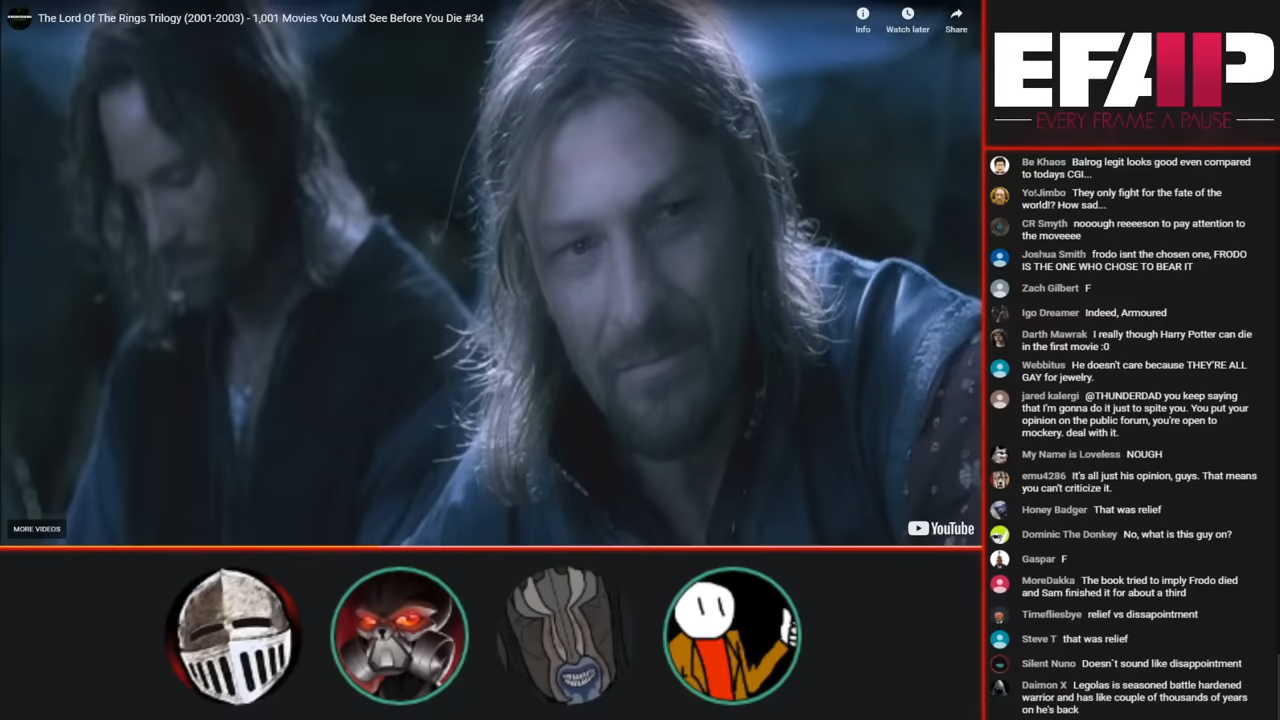 The Lord Of The Rings Trilogy (2001-2003) - 1,001 Movies You Must See Before You Die #34
Info
Watch later
Share
MORE VIDEOS
YouTube
EFAP
EVERY FRAME A PAUSE
Be Khaos Balrog legit looks good even compared
to todays CGI...
Yo!Jimbo They only fight for the fate of the
world!? How sad...
CR Smyth nooough reeeeson to pay attention to
the moveeee
Joshua Smith frodo isnt the chosen one, FRODO
IS THE ONE WHO CHOSE TO BEAR IT
Zach Gilbert F
Igo Dreamer Indeed, Armoured
Darth Mawrak I really though Harry Potter can die
in the first movie :0
Webbitus He doesn't care because THEY'RE ALL
GAY for jewelry.
jared kalergi @THUNDERDAD you keep saying
that I'm gonna do it just to spite you. You put your
opinion on the public forum, you're open to
mockery. deal with it.
My Name is Loveless NOUGH
emu4286 It's all just his opinion, guys. That means
you can't criticize it.
Honey Badger That was relief
Dominic The Donkey No, what is this guy on?
Gaspar F
MoreDakka The book tried to imply Frodo died
and Sam finished it for about a third
Timefliesbye relief vs dissapointment
Steve T that was relief
Silent Nuno Doesn´t sound like disappointment
Daimon X Legolas is seasoned battle hardened
warrior and has like couple of thousands of years
on he's back